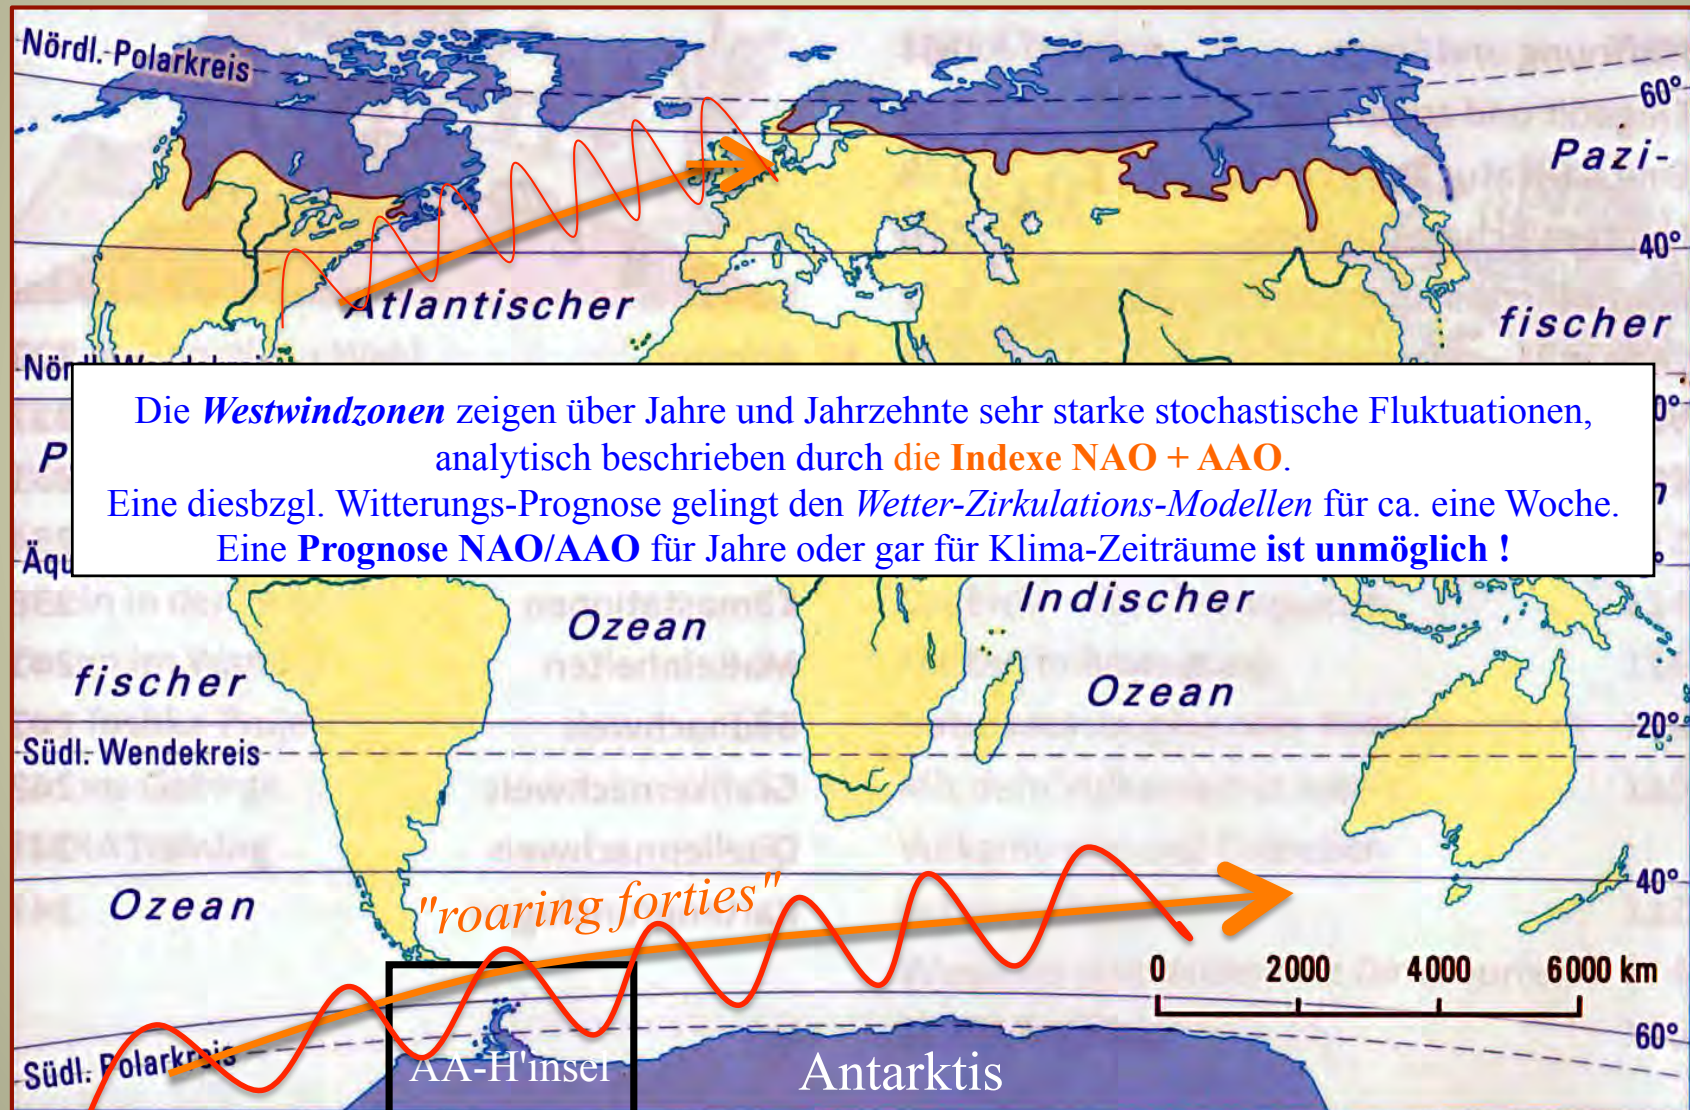 Nördl. Polarkreis
60°
Pazi-
40°
Atlantischer
fischer
Die Westwindzonen zeigen über Jahre und Jahrzehnte sehr starke stochastische Fluktuationen,
analytisch beschrieben durch die Indexe NAO + AAO.
Eine diesbzgl. Witterungs-Prognose gelingt den Wetter-Zirkulations-Modellen für ca. eine Woche.
Eine Prognose NAO/AAO für Jahre oder gar für Klima-Zeiträume ist unmöglich !
Indischer
Ozean
fischer
Ozean
20°
Südl. Wendekreis
40°
Ozean
"roaring forties"
0 2000 4000 6000 km
60°
Südl. Polarkreis
AA-H'insel
Antarktis